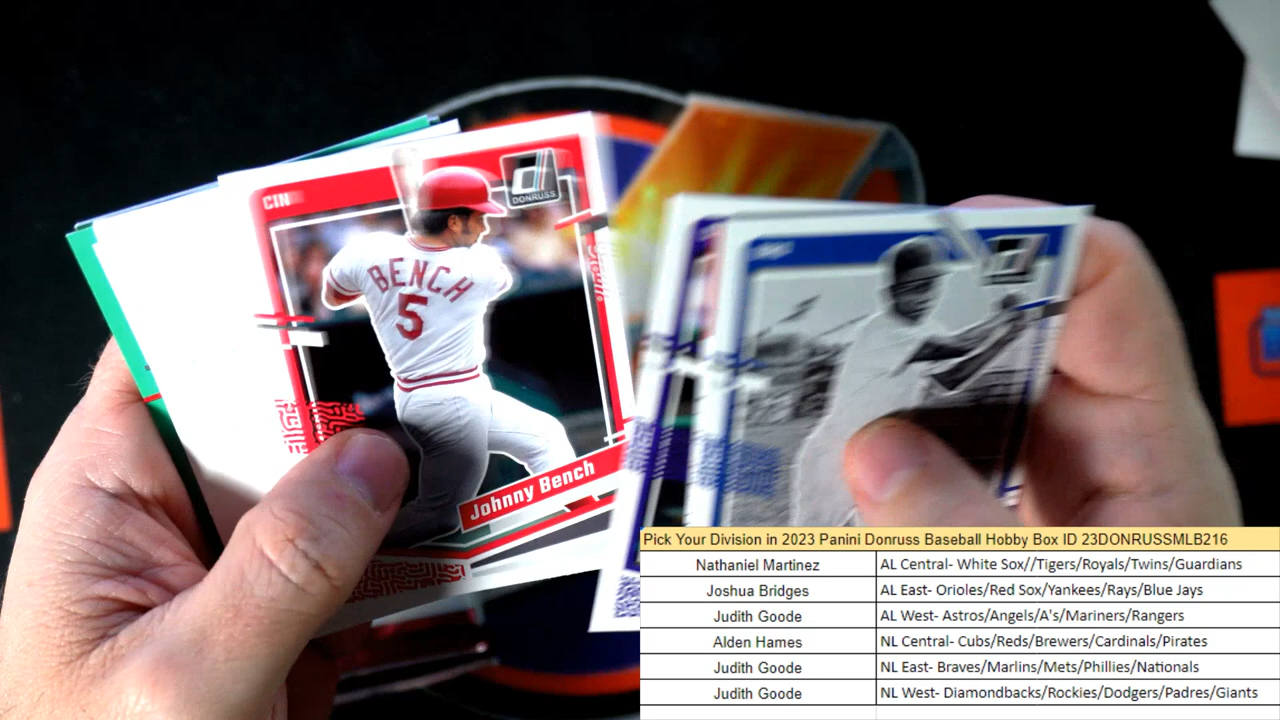 CIN
DONRUSS
BENCH
5
Johnny Bench
Pick Your Division in 2023 Panini Donruss Baseball Hobby Box ID 23DONRUSSMLB216
Nathaniel Martinez AL Central- White Sox//Tigers/Royals/Twins/Guardians
Joshua Bridges AL East- Orioles/Red Sox/Yankees/Rays/Blue Jays
Judith Goode AL West- Astros/Angels/A's/Mariners/Rangers
Alden Hames NL Central- Cubs/Reds/Brewers/Cardinals/Pirates
Judith Goode NL East- Braves/Marlins/Mets/Phillies/Nationals
Judith Goode NL West- Diamondbacks/Rockies/Dodgers/Padres/Giants